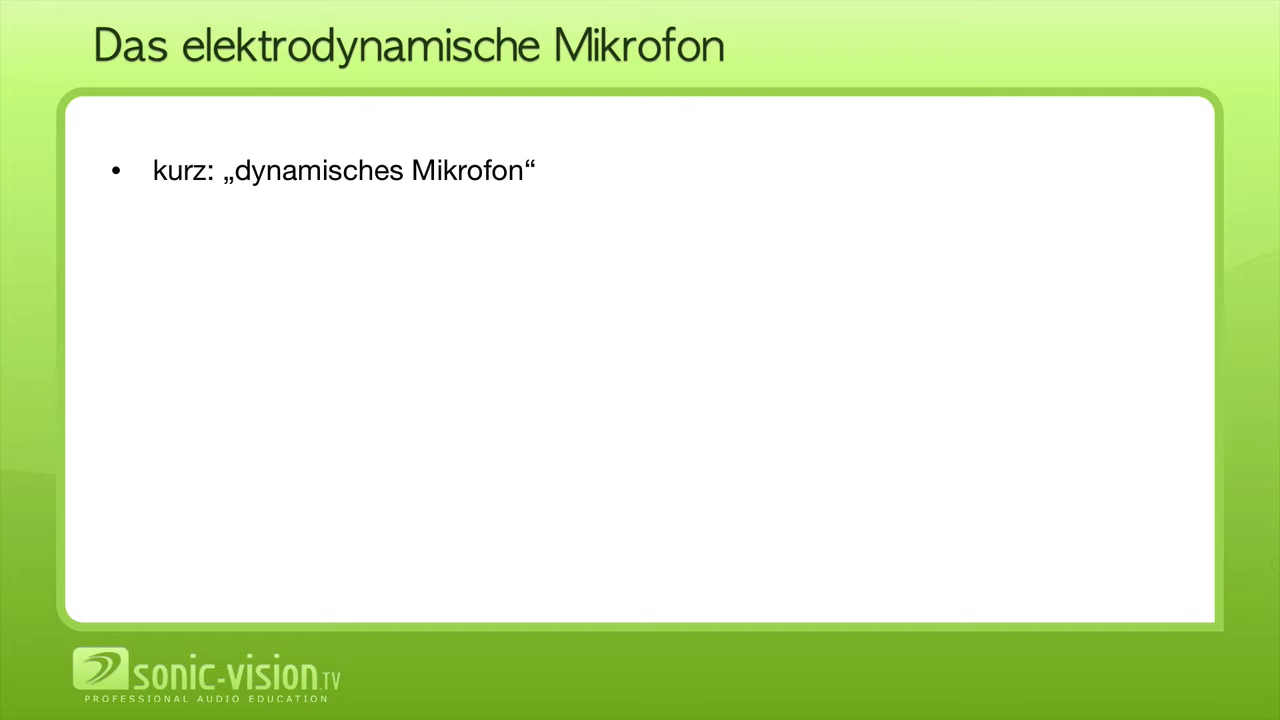 Das elektrodynamische Mikrofon
• kurz: „dynamisches Mikrofon“
sonic-vision.TV
PROFESSIONAL AUDIO EDUCATION